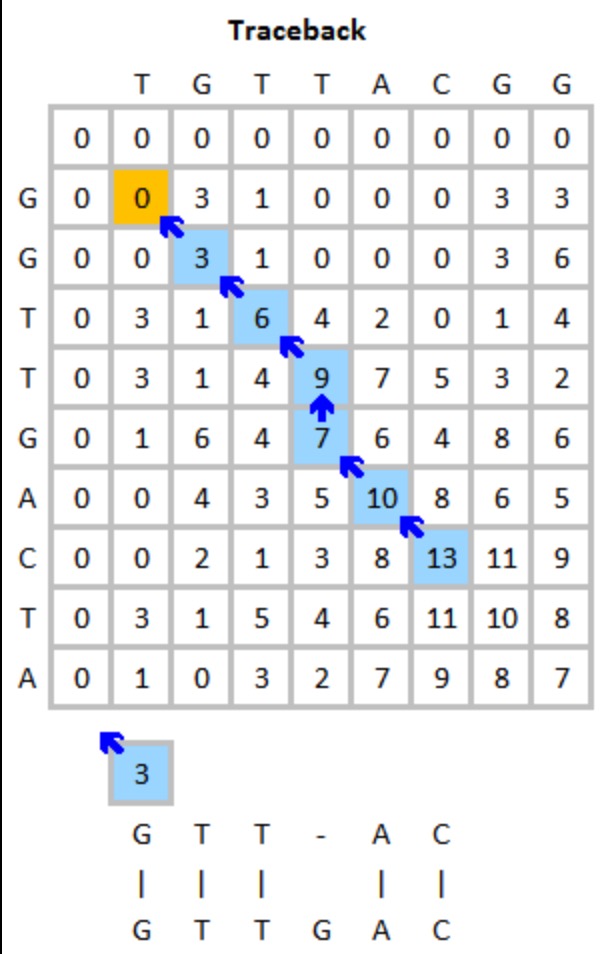 Traceback
T G T T A C G G
0 0 0 0 0 0 0 0 0
G 0 0 3 1 0 0 0 3 3
G 0 0 3 1 0 0 0 3 6
T 0 3 1 6 4 2 0 1 4
T 0 3 1 4 9 7 5 3 2
G 0 1 6 4 7 6 4 8 6
A 0 0 4 3 5 10 8 6 5
C 0 0 2 1 3 8 13 11 9
T 0 3 1 5 4 6 11 10 8
A 0 1 0 3 2 7 9 8 7
3
G T T - A C
| | | | |
G T T G A C